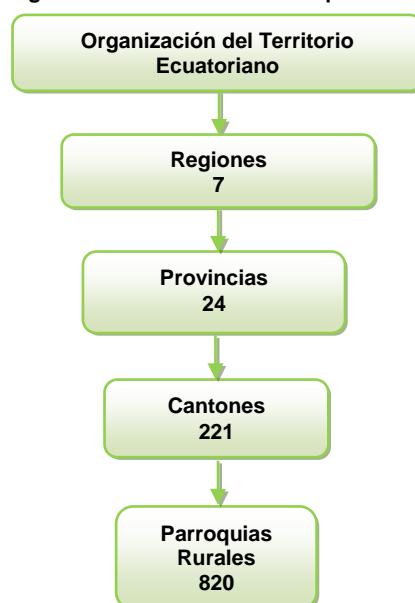 Organización del Territorio
Ecuatoriano
Regiones
7
Provincias
24
Cantones
221
Parroquias
Rurales
820